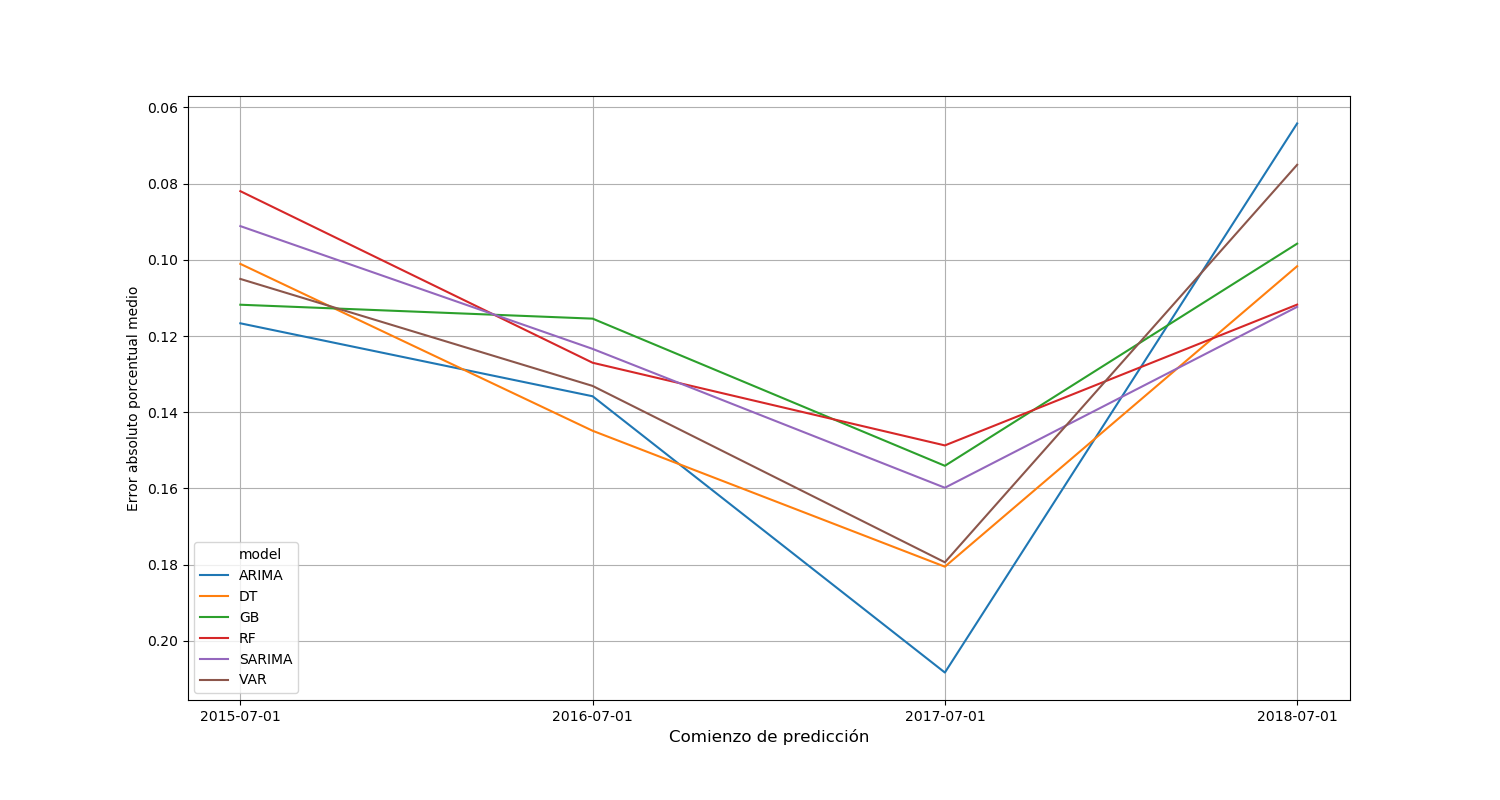 0.06
0.08
0.10
0.12
0.14
0.16
0.18
0.20
Error absoluto porcentual medio
model
ARIMA
DT
GB
RF
SARIMA
VAR
2015-07-01
2016-07-01
2017-07-01
2018-07-01
Comienzo de predicción